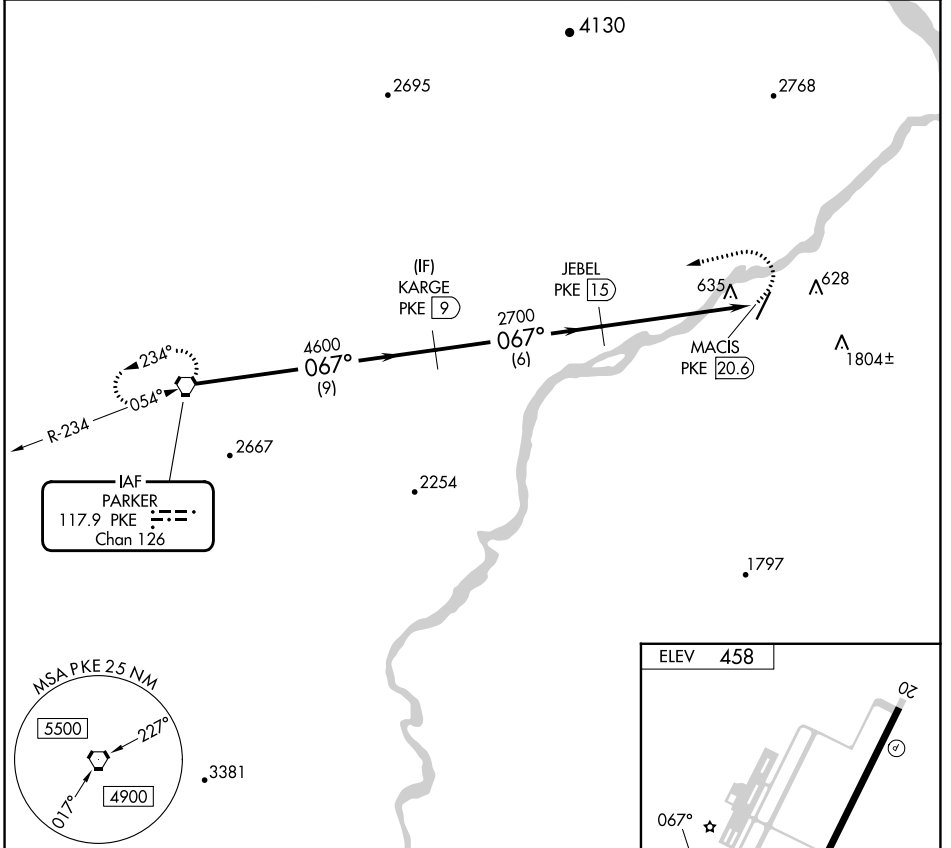 4130
2695
2768
(IF)
KARGE
PKE 9
JEBEL
PKE 15
635
628
4600
067°
(9)
2700
067°
(6)
MACIS
PKE 20.6
1804±
234°
054°
R-234
2667
2254
IAF
PARKER
117.9 PKE
Chan 126
1797
MSA PKE 25 NM
5500
227°
4900
017°
3381
ELEV 458
20
P
067°